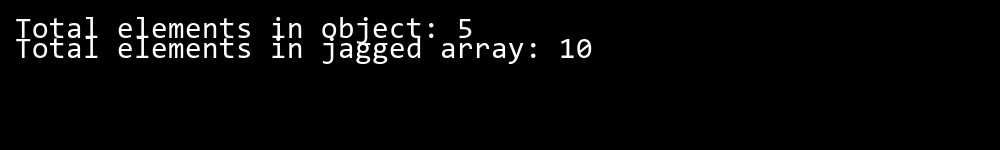 Total elements in object: 5
Total elements in jagged array: 10